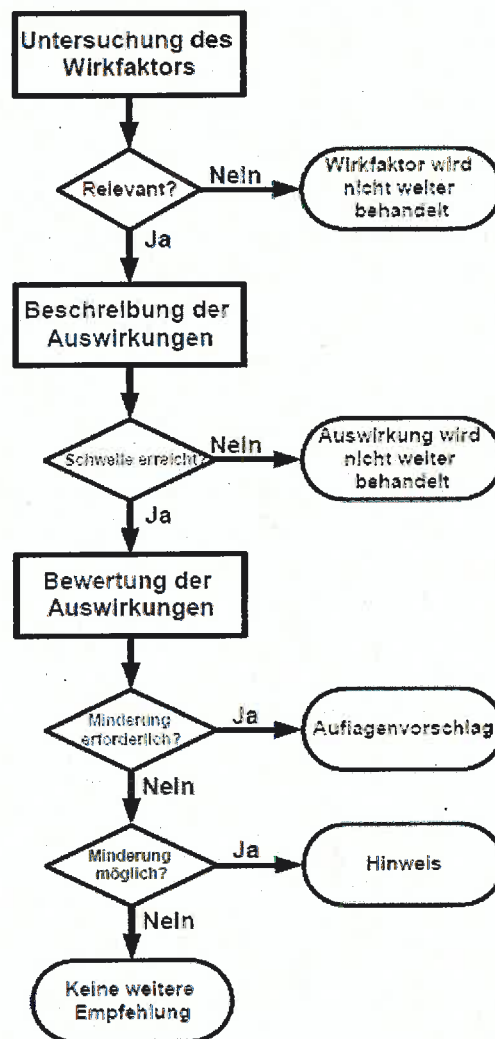 Untersuchung des
Wirkfaktors
Relevant?
Nein
Wirkfaktor wird
nicht weiter
behandelt
Ja
Beschreibung der
Auswirkungen
Schwelle erreicht?
Nein
Auswirkung wird
nicht weiter
behandelt
Ja
Bewertung der
Auswirkungen
Minderung
erforderlich?
Ja
Auflagenvorschlag
Nein
Minderung
möglich?
Ja
Hinweis
Nein
Keine weitere
Empfehlung